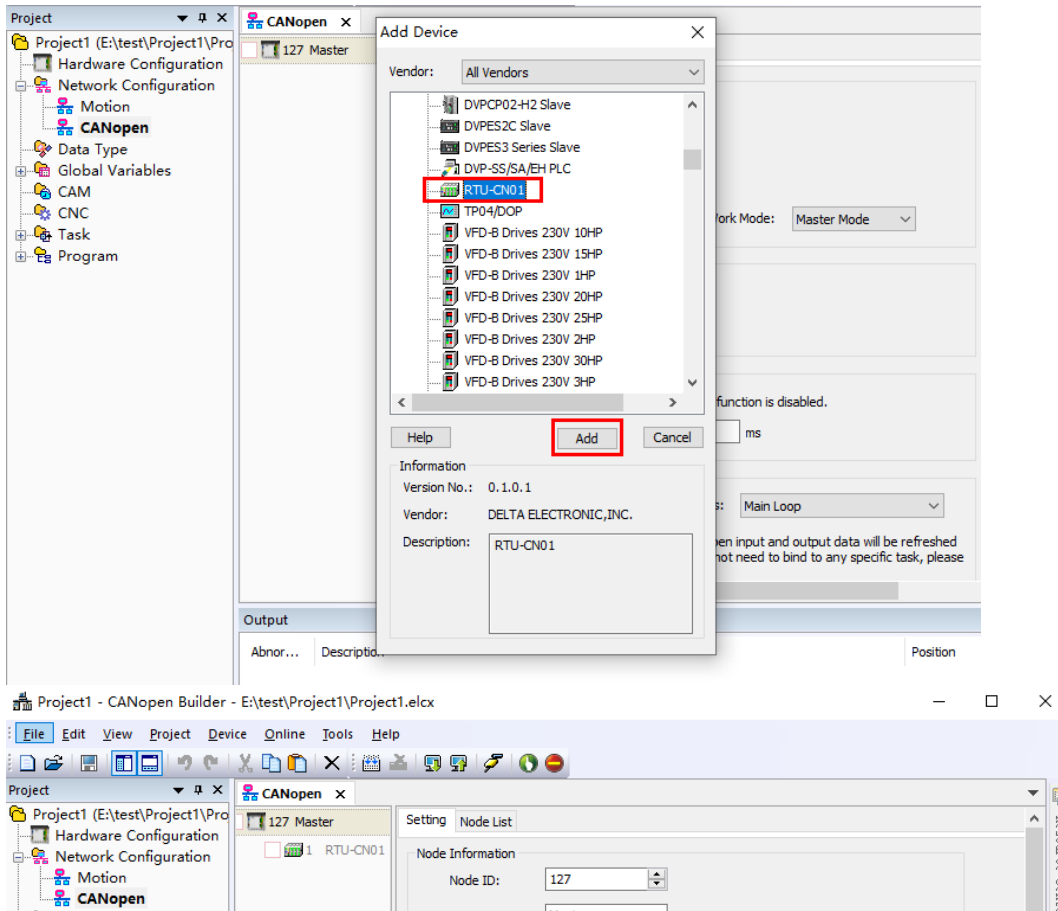 Project
CANopen
Project1 (E:\test\Project1\Pro
Hardware Configuration
Network Configuration
Motion
CANopen
Data Type
Global Variables
CAM
CNC
Task
Program
127 Master
Add Device
Vendor: All Vendors
DVPCP02-H2 Slave
DVPES2C Slave
DVPES3 Series Slave
DVP-SS/SA/EH PLC
RTU-CN01
TP04/DOP
VFD-B Drives 230V 10HP
VFD-B Drives 230V 15HP
VFD-B Drives 230V 1HP
VFD-B Drives 230V 20HP
VFD-B Drives 230V 25HP
VFD-B Drives 230V 2HP
VFD-B Drives 230V 30HP
VFD-B Drives 230V 3HP
Help Add Cancel
Information
Version No.: 0.1.0.1
Vendor: DELTA ELECTRONIC,INC.
Description: RTU-CN01
Mode: Master Mode
function is disabled.
ms
Main Loop
input and output data will be refreshed
not need to bind to any specific task, please
Output
Abnor... Descriptio
Position
Project1 - CANopen Builder - E:\test\Project1\Project1.elcx
File Edit View Project Device Online Tools Help
Project
CANopen
Project1 (E:\test\Project1\Pro
Hardware Configuration
Network Configuration
Motion
CANopen
127 Master
1 RTU-CN01
Setting Node List
Node Information
Node ID: 127